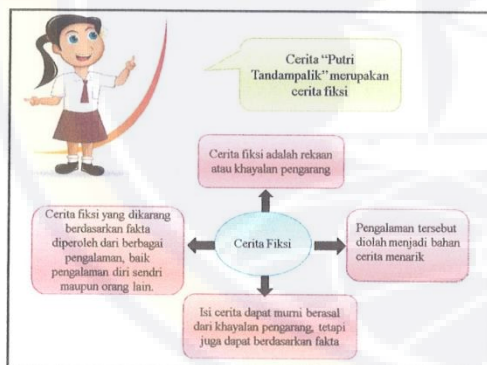 Cerita “Putri
Tandampalik” merupakan
cerita fiksi
Cerita fiksi adalah rekaan
atau khayalan pengarang
Cerita fiksi yang dikarang
berdasarkan fakta
diperoleh dari berbagai
pengalaman, baik
pengalaman diri sendri
maupun orang lain.
Cerita Fiksi
Pengalaman tersebut
diolah menjadi bahan
cerita menarik
Isi cerita dapat murni berasal
dari khayalan pengarang, tetapi
juga dapat berdasarkan fakta